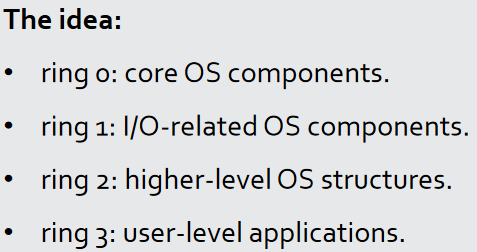 The idea:
• ring 0: core OS components.
• ring 1: I/O-related OS components.
• ring 2: higher-level OS structures.
• ring 3: user-level applications.